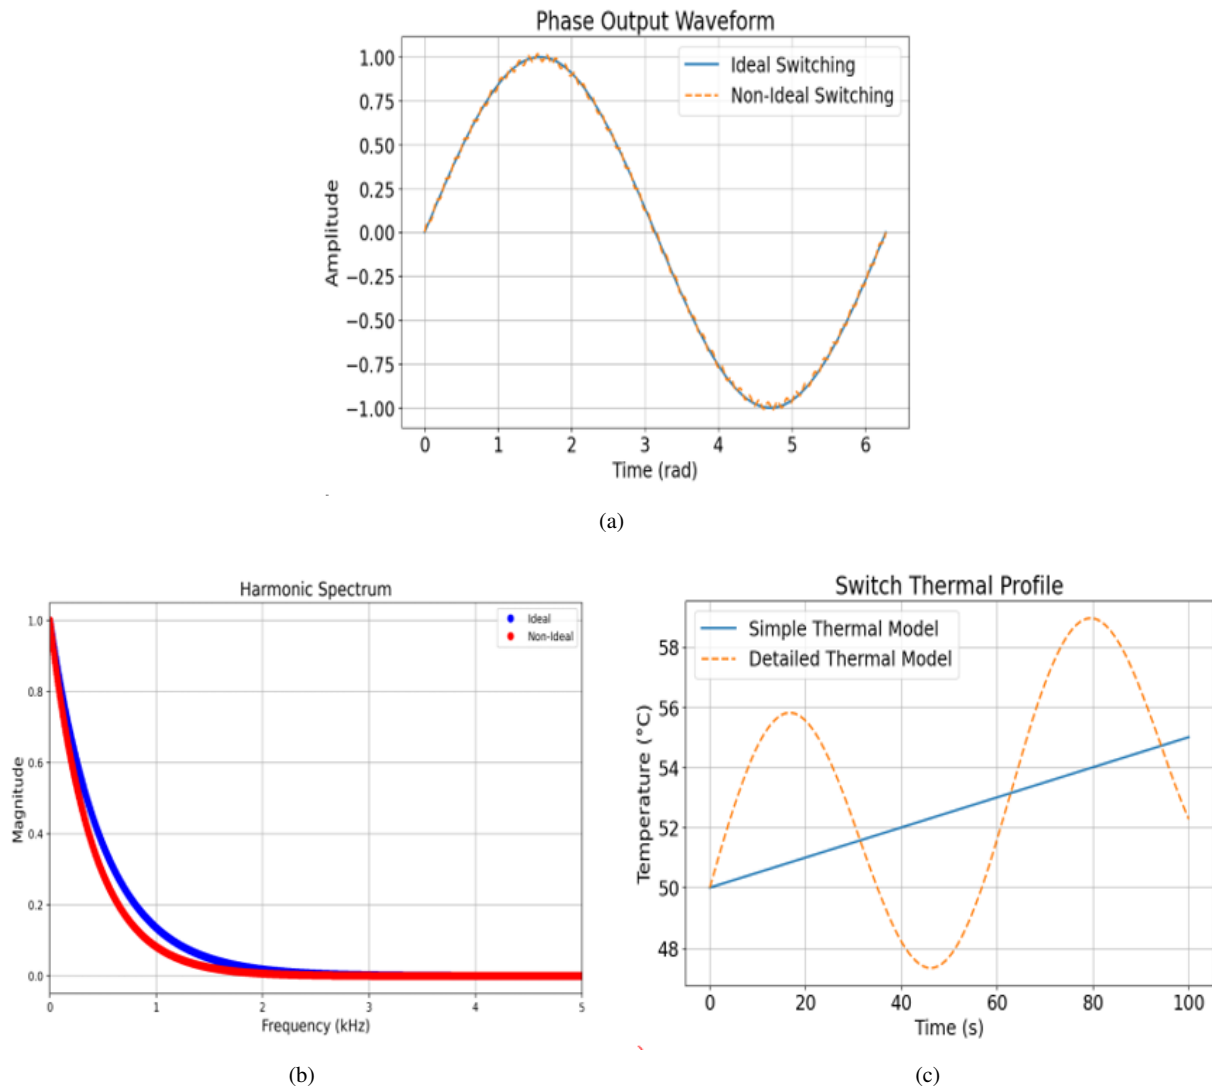 Phase Output Waveform
Ideal Switching
Non-Ideal Switching
1.00
0.75
0.50
0.25
0.00
−0.25
−0.50
−0.75
−1.00
Amplitude
0 1 2 3 4 5 6
Time (rad)
(a)
Harmonic Spectrum
Ideal
Non-Ideal
1.0
0.8
0.6
0.4
0.2
0.0
Magnitude
0 1 2 3 4 5
Frequency (kHz)
(b)
Switch Thermal Profile
Simple Thermal Model
Detailed Thermal Model
58
56
54
52
50
48
Temperature (°C)
0 20 40 60 80 100
Time (s)
(c)